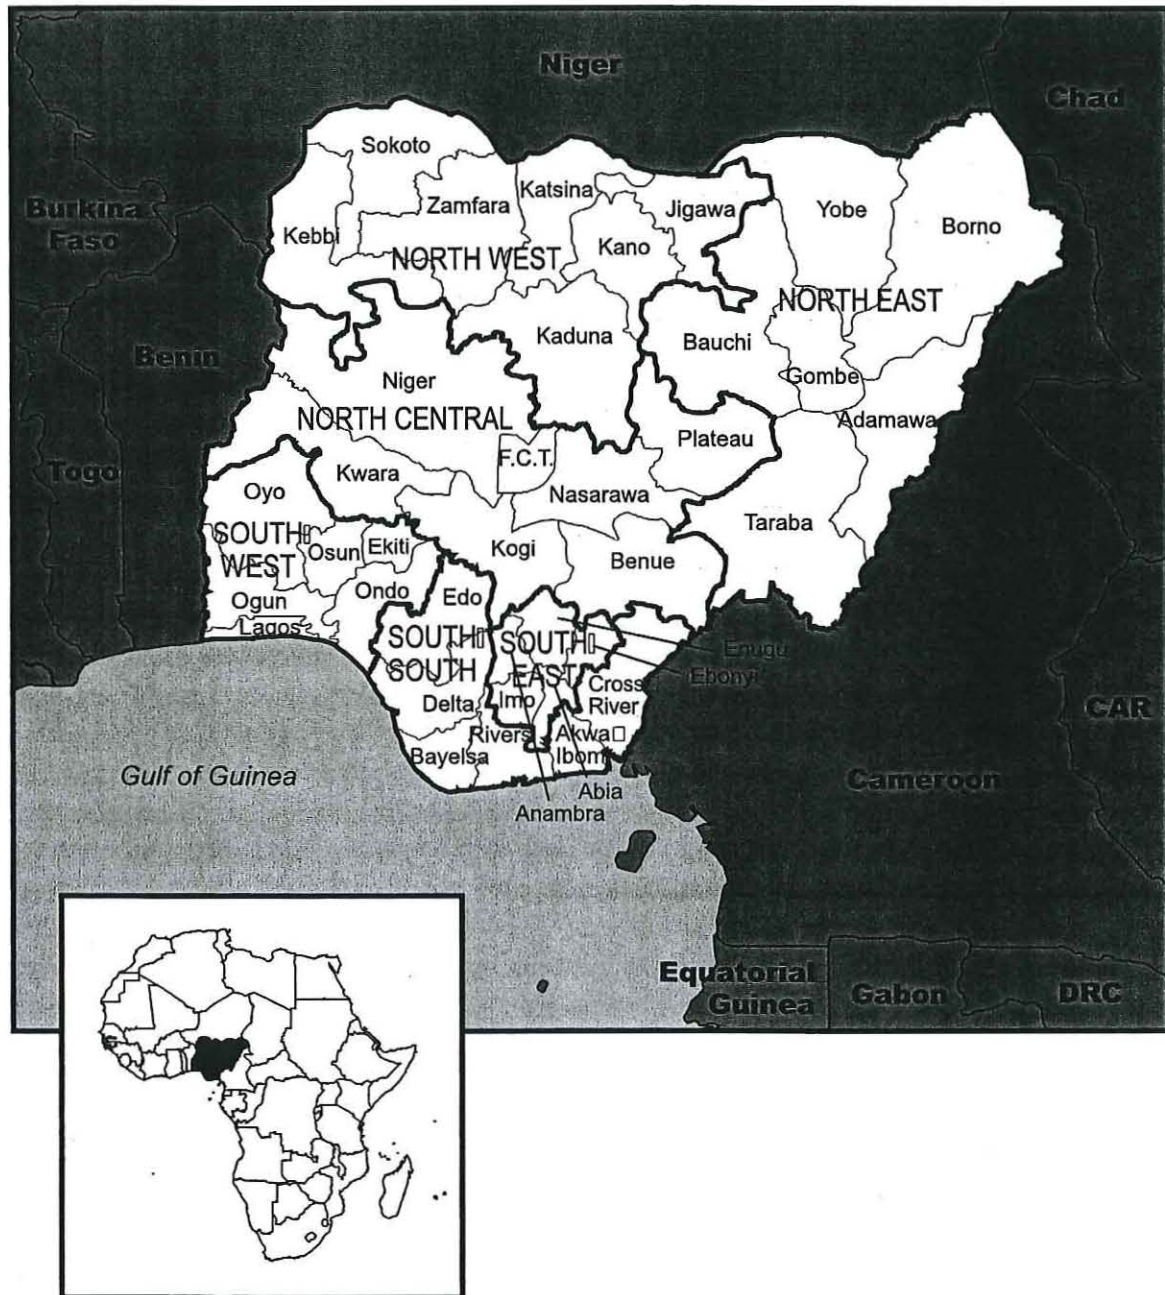 Niger
Chad
Sokoto
Katsina
Zamfara
Jigawa
Yobe
Borno
Burkina
Faso
Kebbi
Kano
NORTH WEST
NORTH EAST
Kaduna
Bauchi
Benin
Niger
Gombe
NORTH CENTRAL
Adamawa
Plateau
F.C.T.
Togo
Kwara
Oyo
Nasarawa
Taraba
SOUTH
WEST
Osun
Ekiti
Kogi
Benue
Ondo
Edo
Ogun
Lagos
SOUTH
SOUTH
SOUTH
EAST
Enugu
Ebonyi
Cross
River
Imo
Delta
CAR
Rivers
Akwa
Ibom
Bayelsa
Gulf of Guinea
Cameroon
Abia
Anambra
Equatorial
Guinea
Gabon
DRC